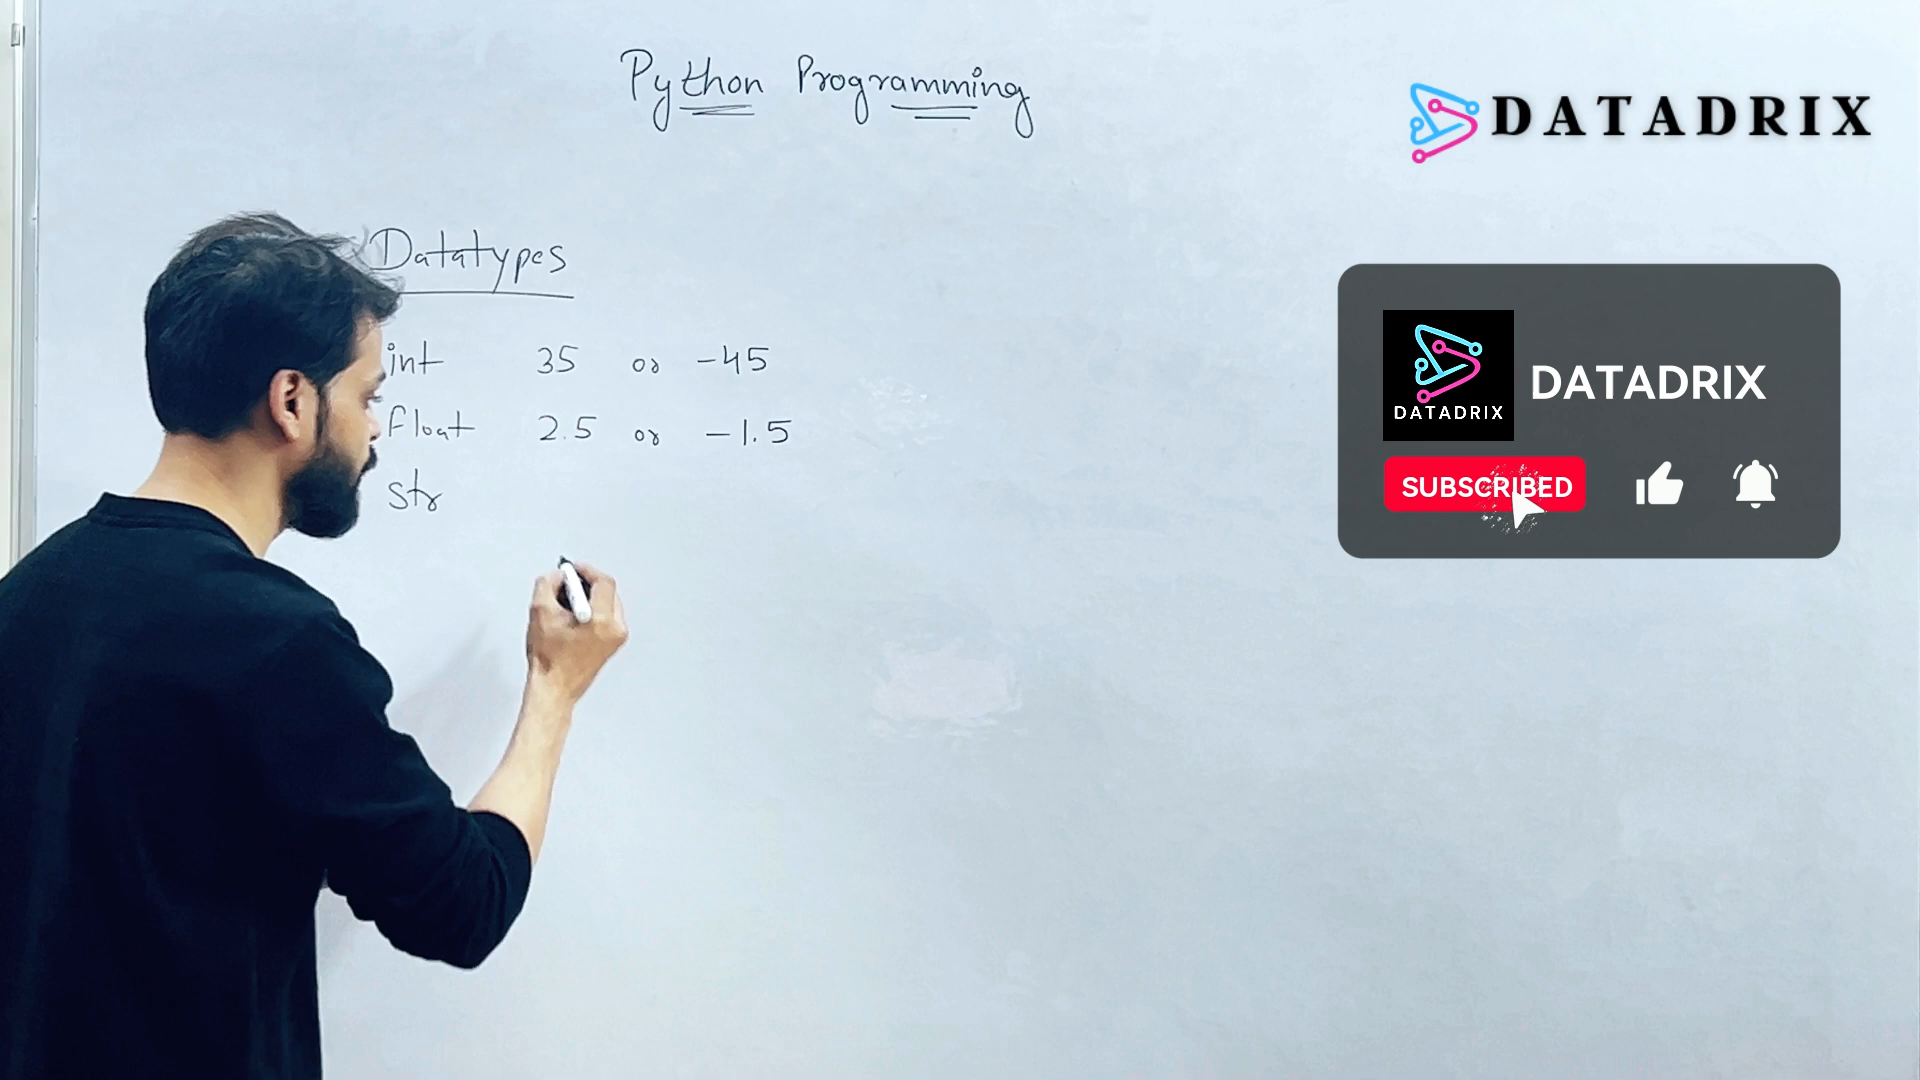 Python Programming
DATADRIX
Datatypes
int 35 or -45
float 2.5 or -1.5
str
DATADRIX
DATADRIX
SUBSCRIBED